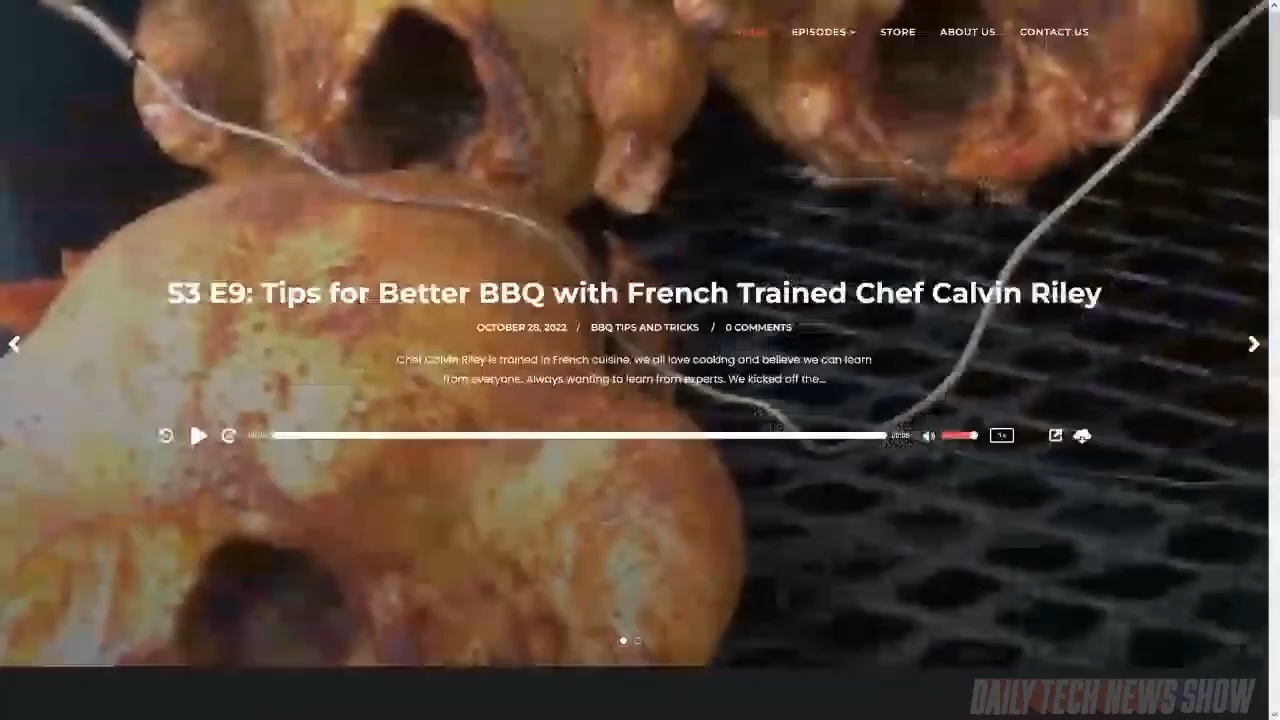 HOME
EPISODES
STORE
ABOUT US
CONTACT US
S3 E9: Tips for Better BBQ with French Trained Chef Calvin Riley
OCTOBER 28, 2022 / BBQ TIPS AND TRICKS / 0 COMMENTS
Chef Calvin Riley is trained in French cuisine, we all love cooking and believe we can learn
from everyone. Always wanting to learn from experts. We kicked off the...
DAILY TECH NEWS SHOW